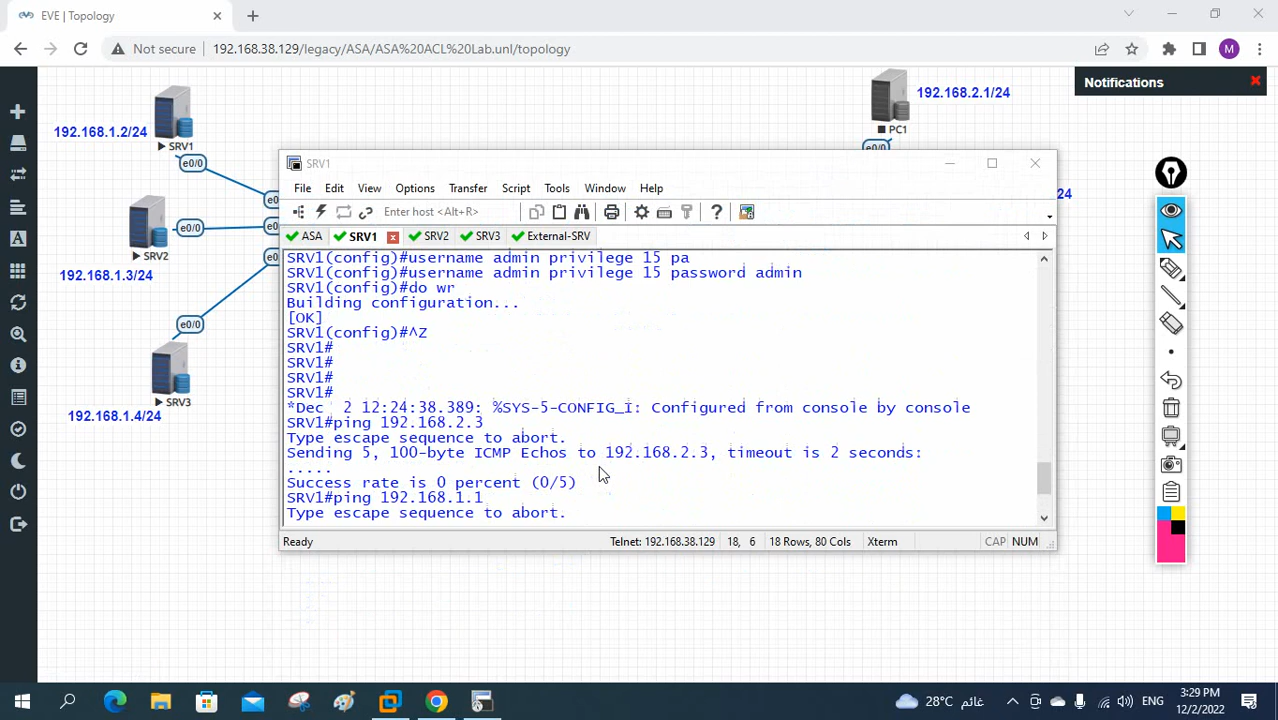 EVE | Topology
Not secure
192.168.38.129/legacy/ASA/ASA%20ACL%20Lab.unl/topology
M
Notifications
192.168.2.1/24
PC1
e0/0
192.168.1.2/24
SRV1
e0/0
e0
24
SRV1
File Edit View Options Transfer Script Tools Window Help
Enter host <Alt+R>
ASA SRV1 SRV2 SRV3 External-SRV
SRV1(config)#username admin privilege 15 pa
SRV1(config)#username admin privilege 15 password admin
SRV1(config)#do wr
Building configuration...
[OK]
SRV1(config)#^Z
SRV1#
SRV1#
SRV1#
SRV1#
*Dec  2 12:24:38.389: %SYS-5-CONFIG_I: Configured from console by console
SRV1#ping 192.168.2.3
Type escape sequence to abort.
Sending 5, 100-byte ICMP Echos to 192.168.2.3, timeout is 2 seconds:
.....
Success rate is 0 percent (0/5)
SRV1#ping 192.168.1.1
Type escape sequence to abort.
Ready
Telnet: 192.168.38.129 18, 6 18 Rows, 80 Cols Xterm CAP NUM
e0/0
e0
SRV2
192.168.1.3/24
e0
e0/0
SRV3
192.168.1.4/24
28°C غائم
ENG
3:29 PM
12/2/2022